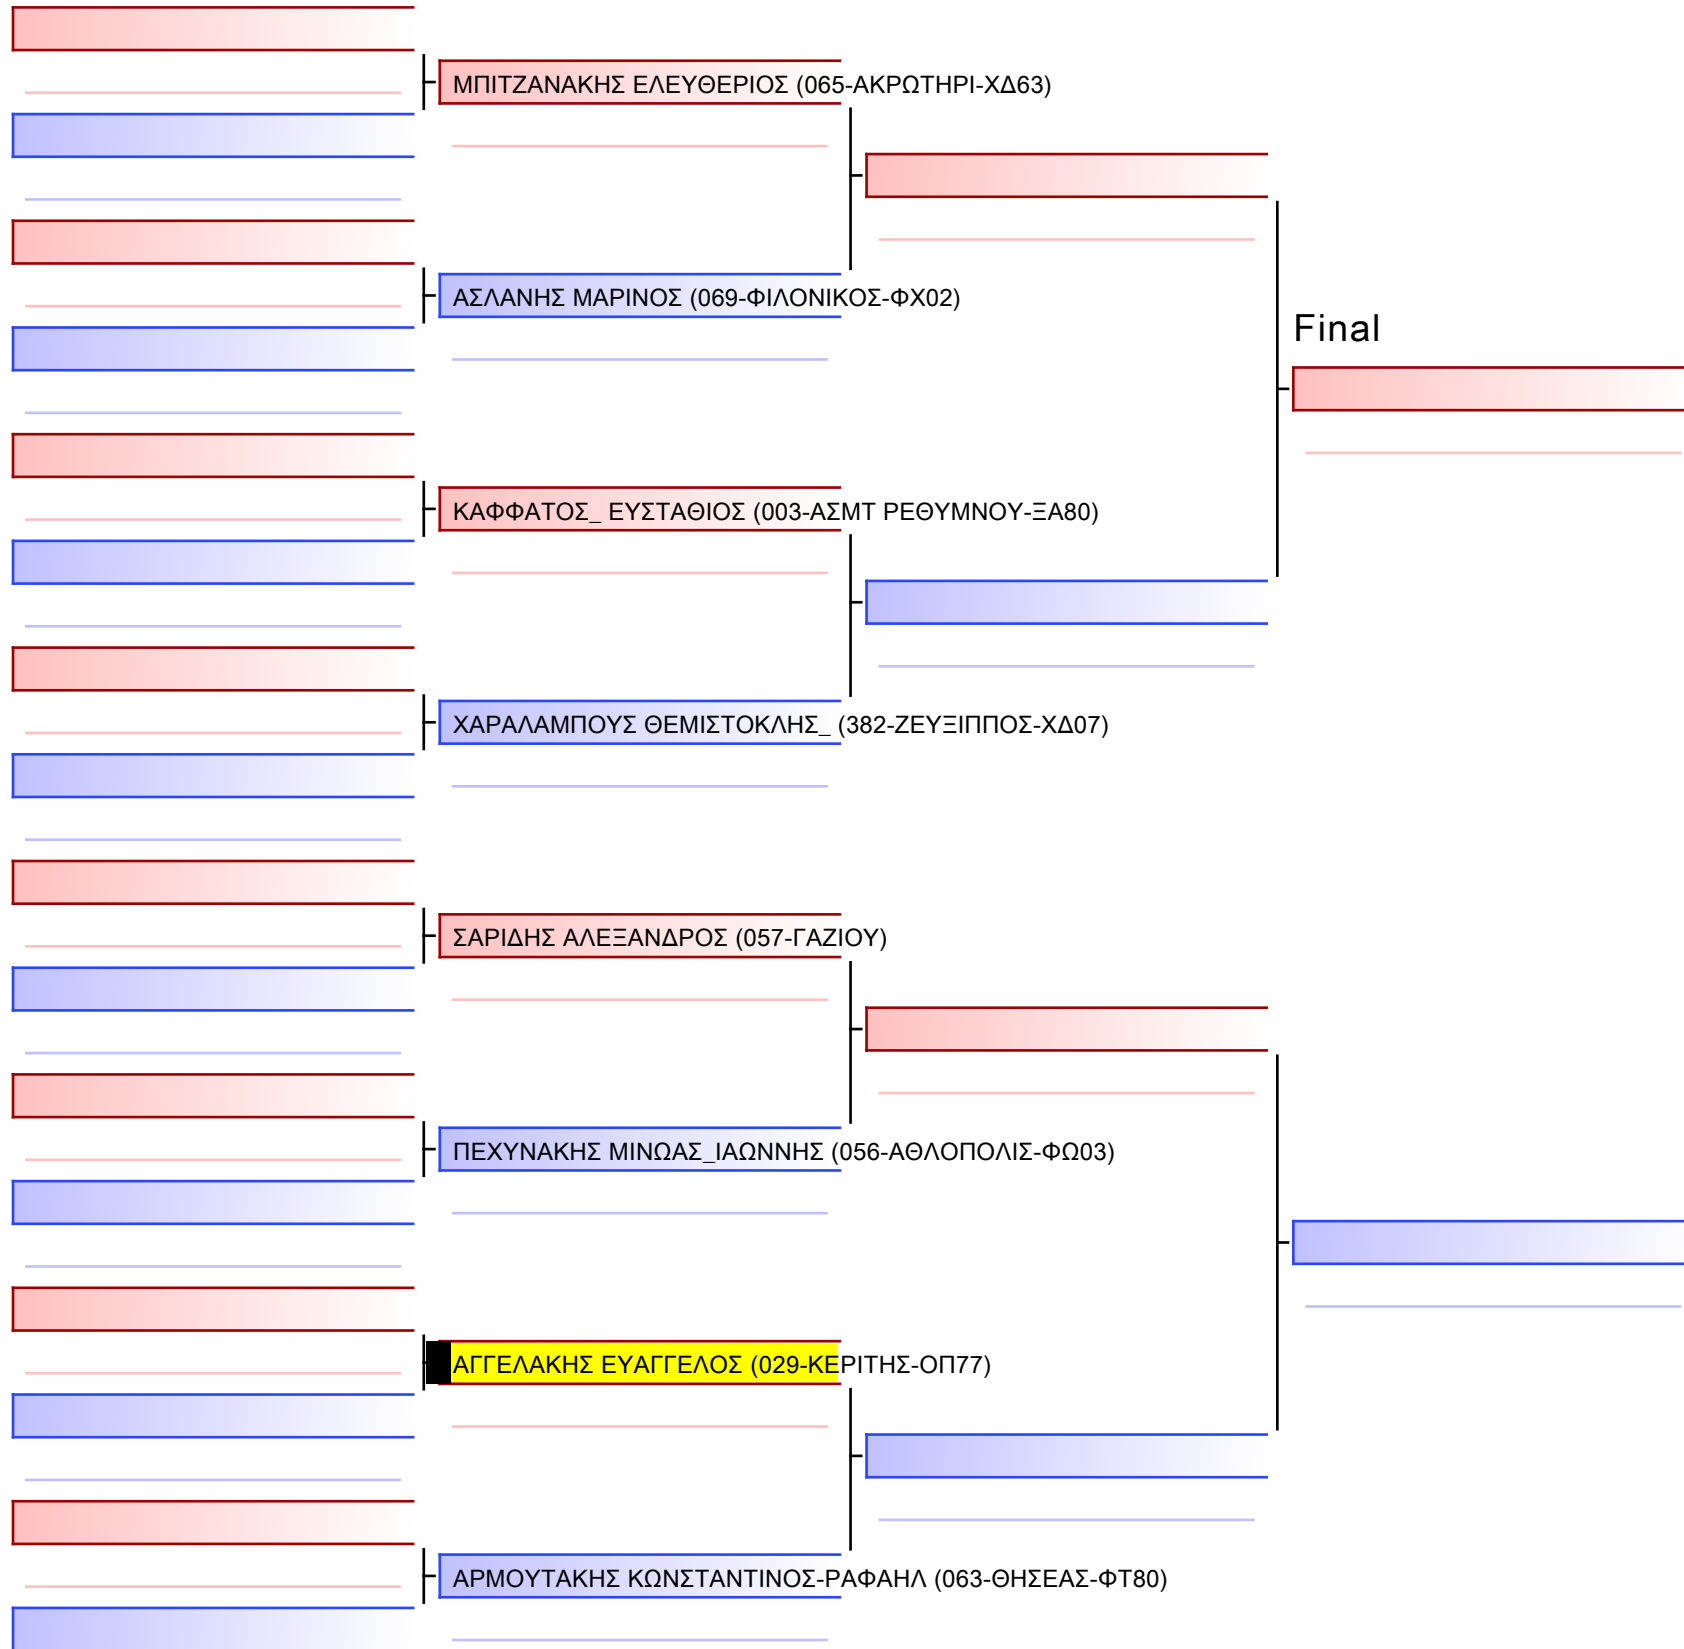 ΜΠΙΤΖΑΝΑΚΗΣ ΕΛΕΥΘΕΡΙΟΣ (065-ΑΚΡΩΤΗΡΙ-ΧΔ63)
ΑΣΛΑΝΗΣ ΜΑΡΙΝΟΣ (069-ΦΙΛΟΝΙΚΟΣ-ΦΧ02)
Final
ΚΑΦΦΑΤΟΣ_ ΕΥΣΤΑΘΙΟΣ (003-ΑΣΜΤ ΡΕΘΥΜΝΟΥ-ΞΑ80)
ΧΑΡΑΛΑΜΠΟΥΣ ΘΕΜΙΣΤΟΚΛΗΣ_ (382-ΖΕΥΞΙΠΠΟΣ-ΧΔ07)
ΣΑΡΙΔΗΣ ΑΛΕΞΑΝΔΡΟΣ (057-ΓΑΖΙΟΥ)
ΠΕΧΥΝΑΚΗΣ ΜΙΝΩΑΣ_ΙΑΩΝΝΗΣ (056-ΑΘΛΟΠΟΛΙΣ-ΦΩ03)
ΑΓΓΕΛΑΚΗΣ ΕΥΑΓΓΕΛΟΣ (029-ΚΕΡΙΤΗΣ-ΟΠ77)
ΑΡΜΟΥΤΑΚΗΣ ΚΩΝΣΤΑΝΤΙΝΟΣ-ΡΑΦΑΗΛ (063-ΘΗΣΕΑΣ-ΦΤ80)